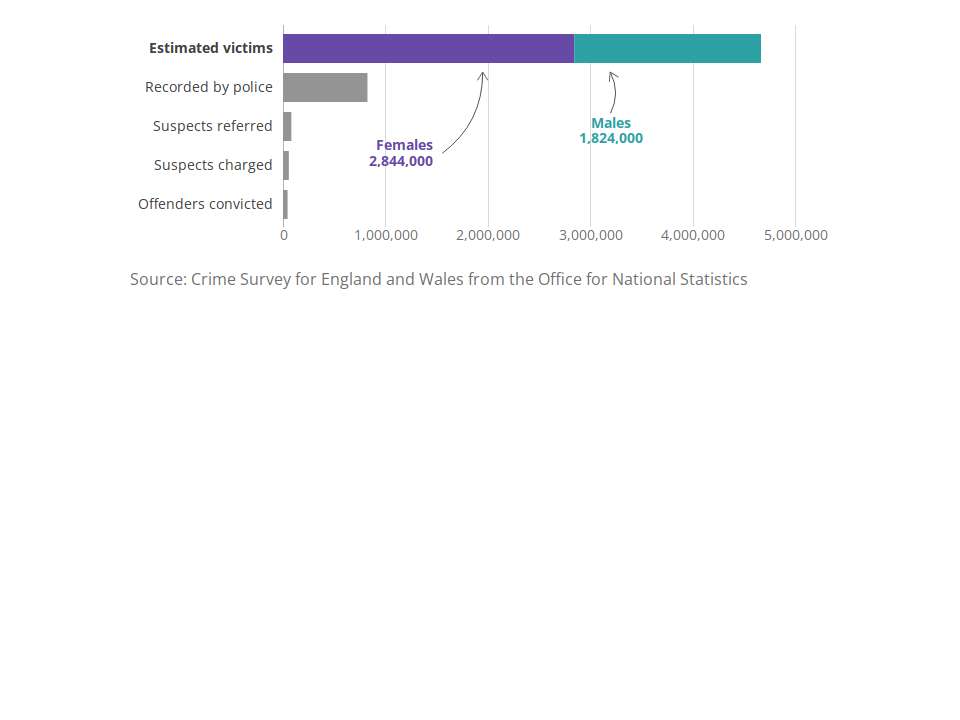 Estimated victims
Recorded by police
Suspects referred
Suspects charged
Offenders convicted
Females
2,844,000
Males
1,824,000
0
1,000,000
2,000,000
3,000,000
4,000,000
5,000,000
Source: Crime Survey for England and Wales from the Office for National Statistics